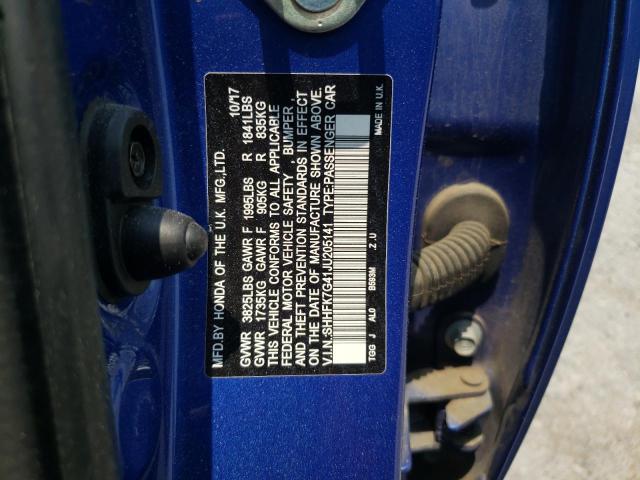 MFD.BY HONDA OF THE U.K. MFG.,LTD. 10/17
GVWR 3825LBS GAWR F 1995LBS R 1841LBS
GVWR 1735KG GAWR F 905KG R 835KG
THIS VEHICLE CONFORMS TO ALL APPLICABLE
FEDERAL MOTOR VEHICLE SAFETY , BUMPER ,
AND THEFT PREVENTION STANDARDS IN EFFECT
ON THE DATE OF MANUFACTURE SHOWN ABOVE.
V.I.N.:SHHFK7G41JU205141 TYPE:PASSENGER CAR
TGG J AL0 B593M .Z.U MADE IN U.K.